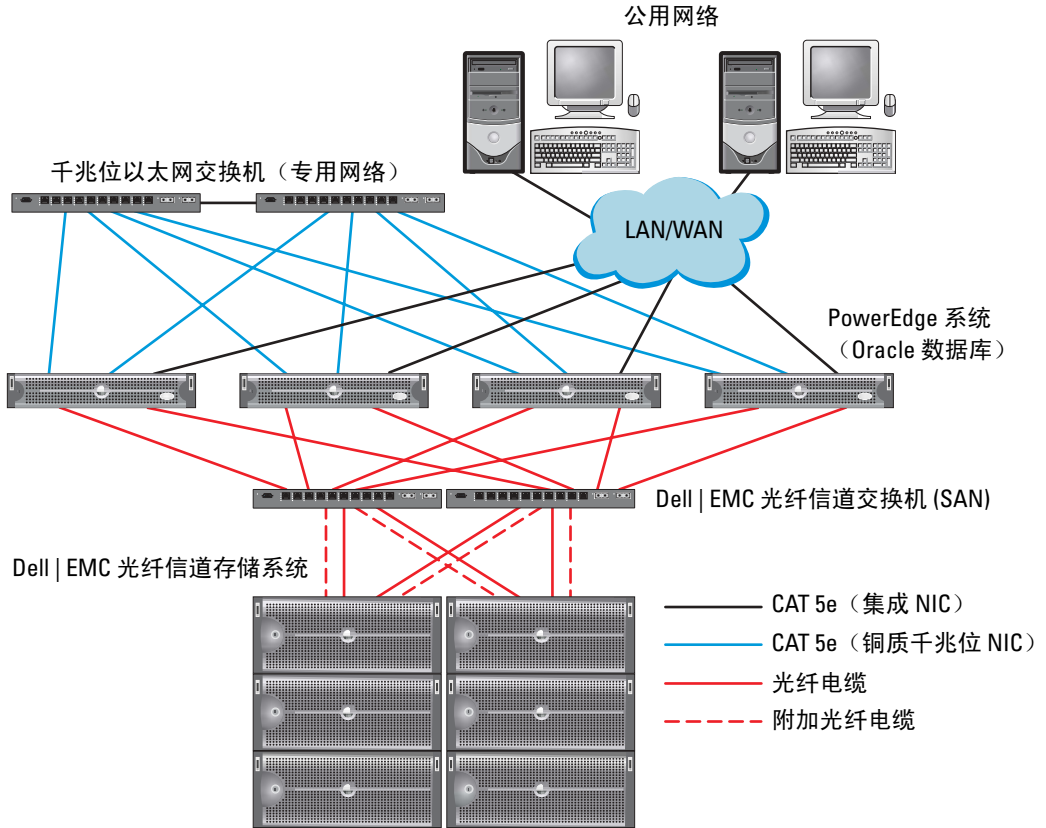 公用网络
千兆位以太网交换机（专用网络）
LAN/WAN
PowerEdge 系统
（Oracle 数据库）
Dell | EMC 光纤信道交换机 (SAN)
Dell | EMC 光纤信道存储系统
CAT 5e（集成 NIC）
CAT 5e（铜质千兆位 NIC）
光纤电缆
附加光纤电缆